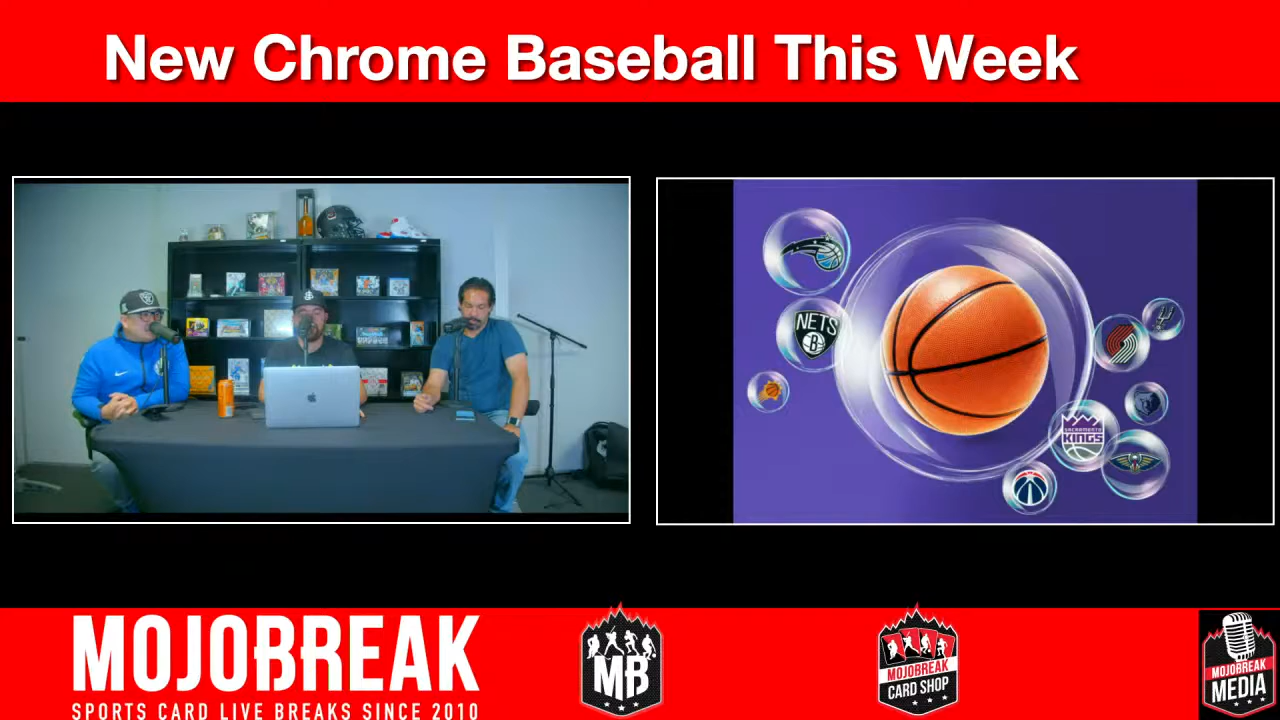 New Chrome Baseball This Week
NETS
B
SACRAMENTO
KINGS
MOJOBREAK
SPORTS CARD LIVE BREAKS SINCE 2010
MB
MOJOBREAK
CARD SHOP
MOJOBREAK
MEDIA